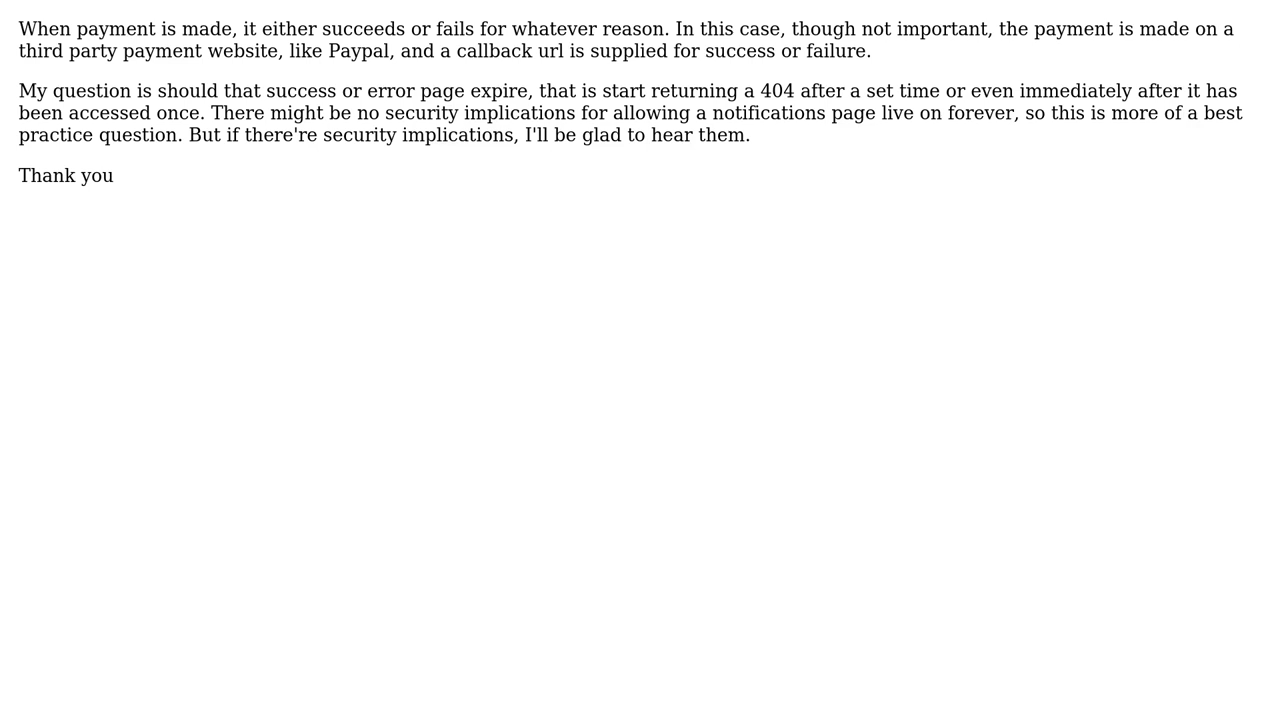 When payment is made, it either succeeds or fails for whatever reason. In this case, though not important, the payment is made on a
third party payment website, like Paypal, and a callback url is supplied for success or failure.
My question is should that success or error page expire, that is start returning a 404 after a set time or even immediately after it has
been accessed once. There might be no security implications for allowing a notifications page live on forever, so this is more of a best
practice question. But if there're security implications, I'll be glad to hear them.
Thank you